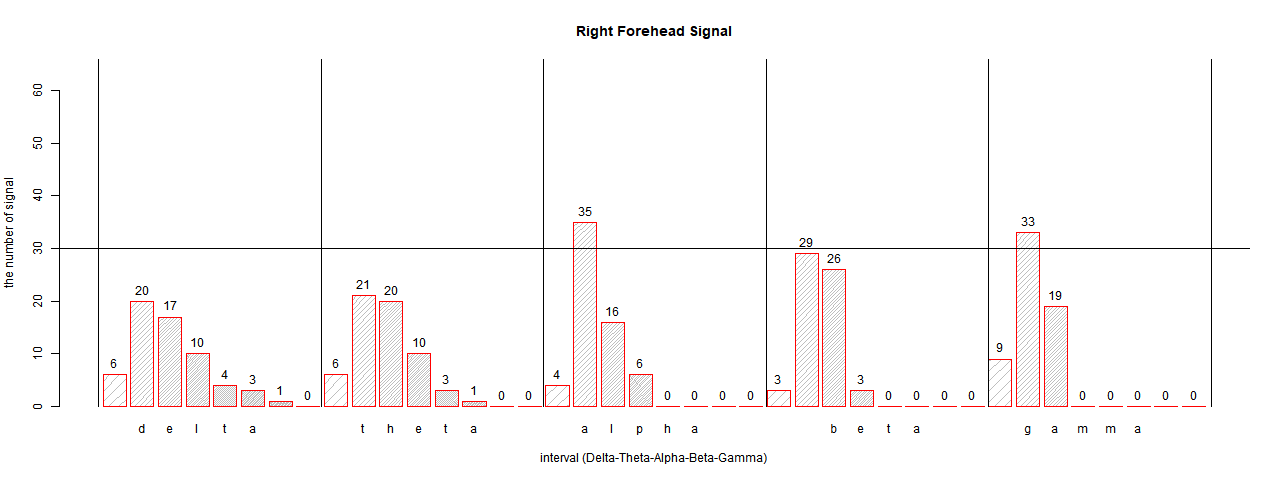 Right Forehead Signal
the number of signal
60
50
40
30
20
10
0
6 20 17 10 4 3 1 0
6 21 20 10 3 1 0 0
4 35 16 6 0 0 0 0
3 29 26 3 0 0 0 0
9 33 19 0 0 0 0 0
d e l t a t h e t a a l p h a b e t a g a m m a
interval (Delta-Theta-Alpha-Beta-Gamma)